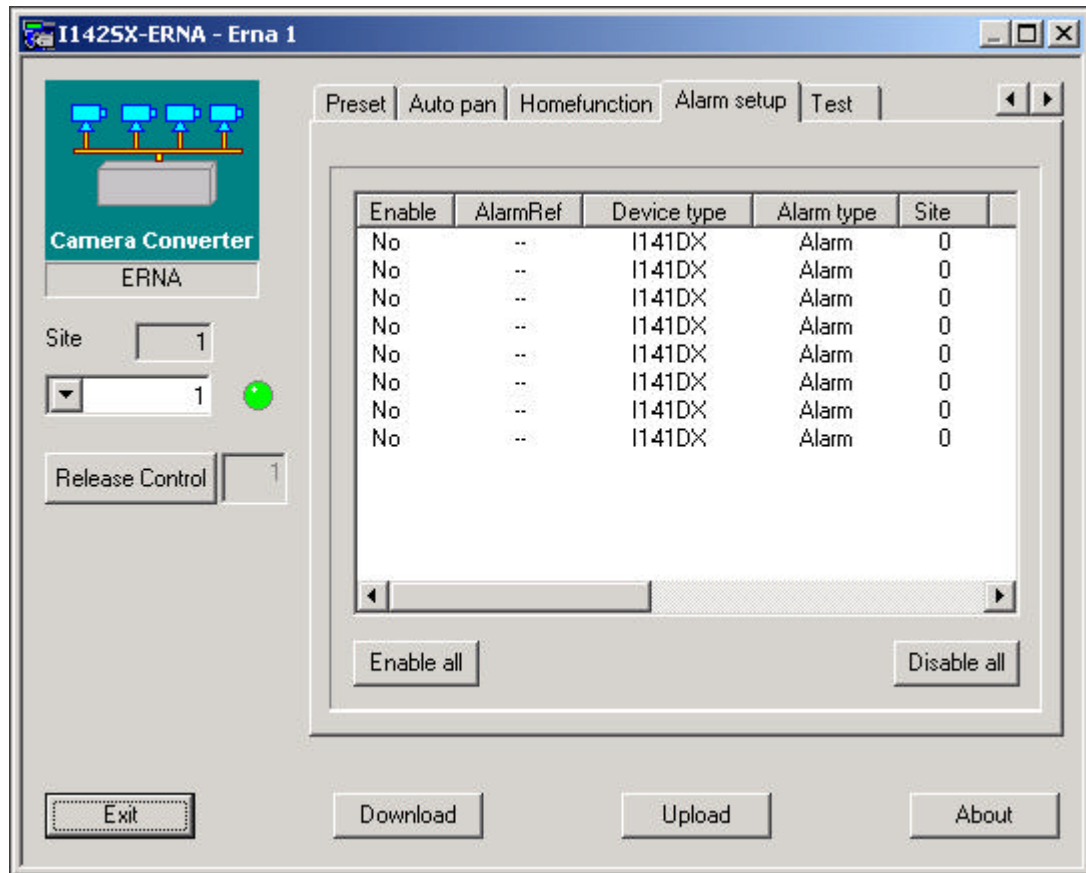 I142SX-ERNA - Erna 1
Camera Converter
ERNA
Site 1
1
Release Control 1
Preset Auto pan Homefunction Alarm setup Test
Enable AlarmRef Device type Alarm type Site
No -- I141DX Alarm 0
No -- I141DX Alarm 0
No -- I141DX Alarm 0
No -- I141DX Alarm 0
No -- I141DX Alarm 0
No -- I141DX Alarm 0
No -- I141DX Alarm 0
No -- I141DX Alarm 0
Enable all Disable all
Exit Download Upload About